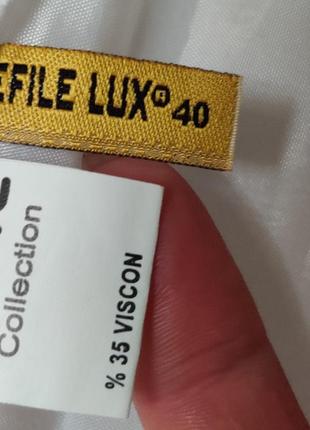 EFILE LUX® 40
Collection
% 35 VISCON